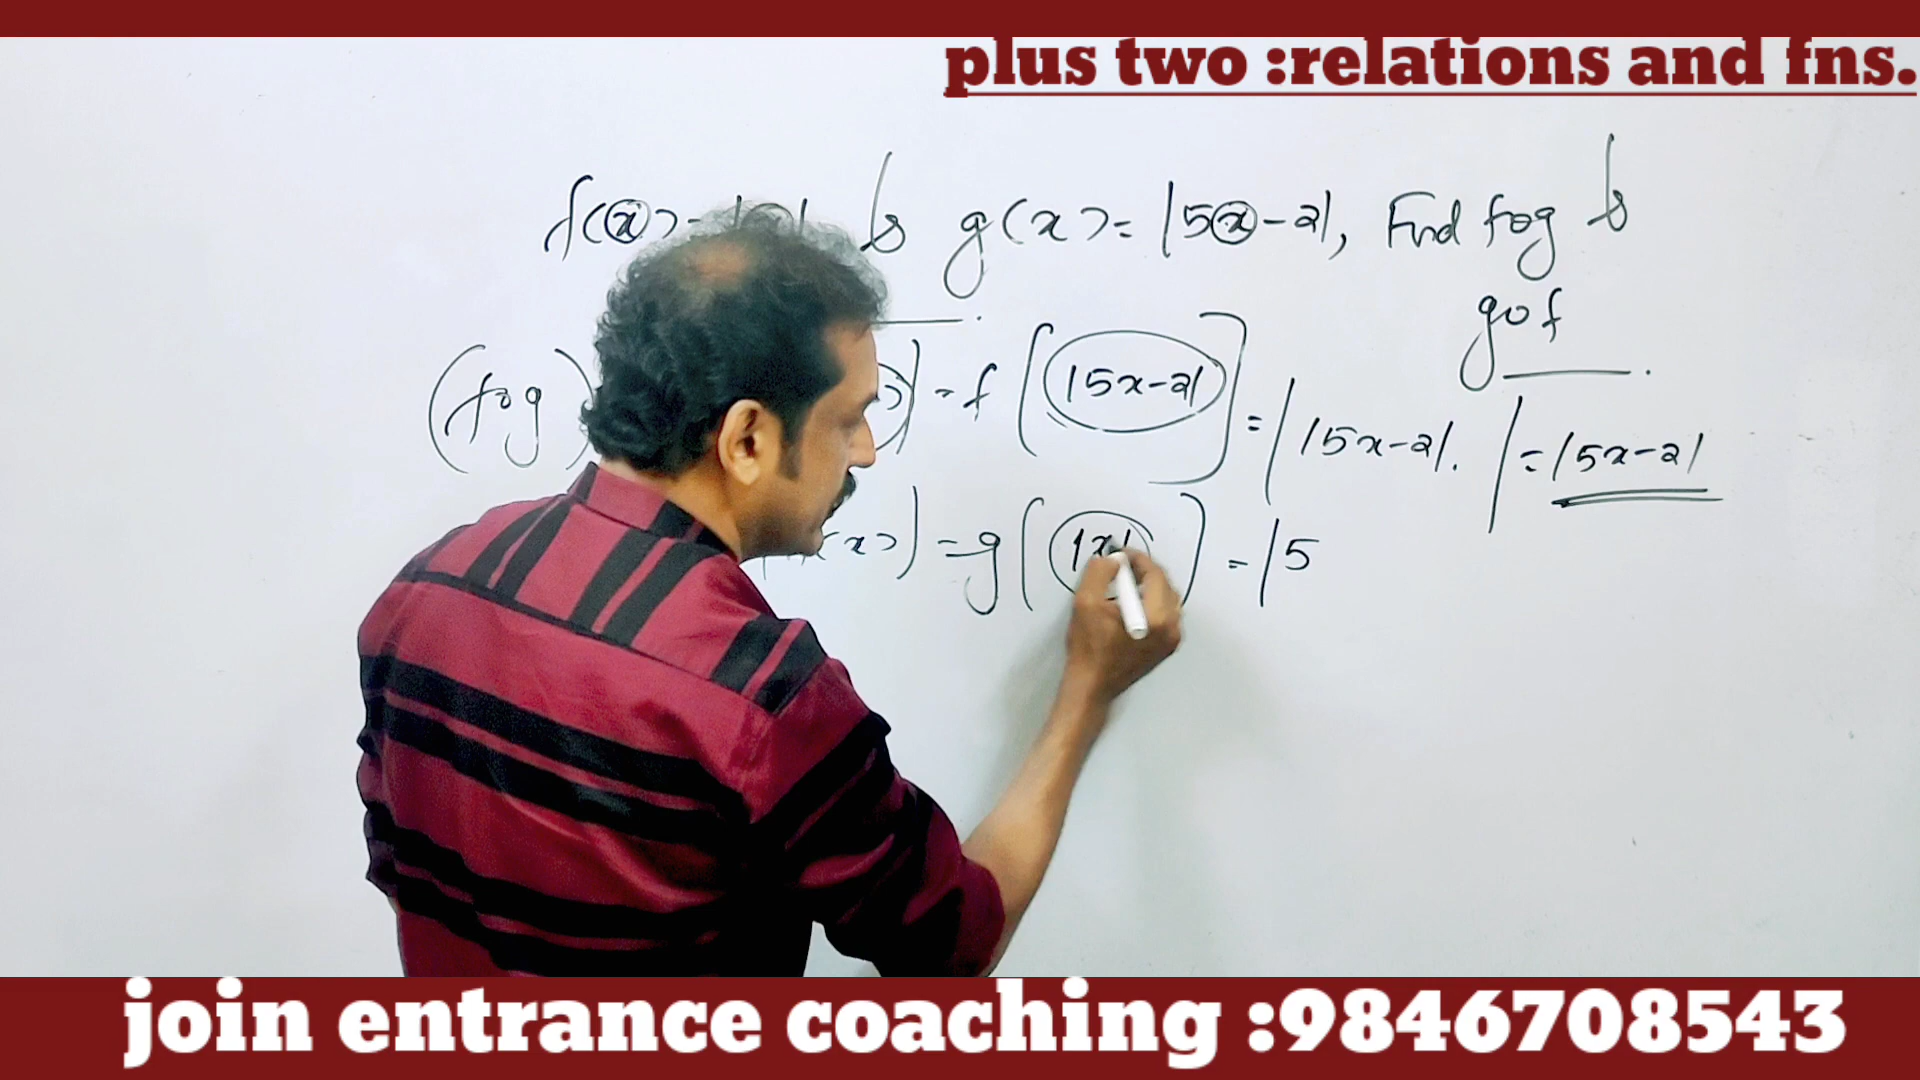 plus two :relations and fns.
f(x) = |x| & g(x) = |5x-2|, Find fog &
gof
(fog) = f[|5x-2|] = | |5x-2|. | = |5x-2|
(x)) = g(|x|) = |5
join entrance coaching :9846708543